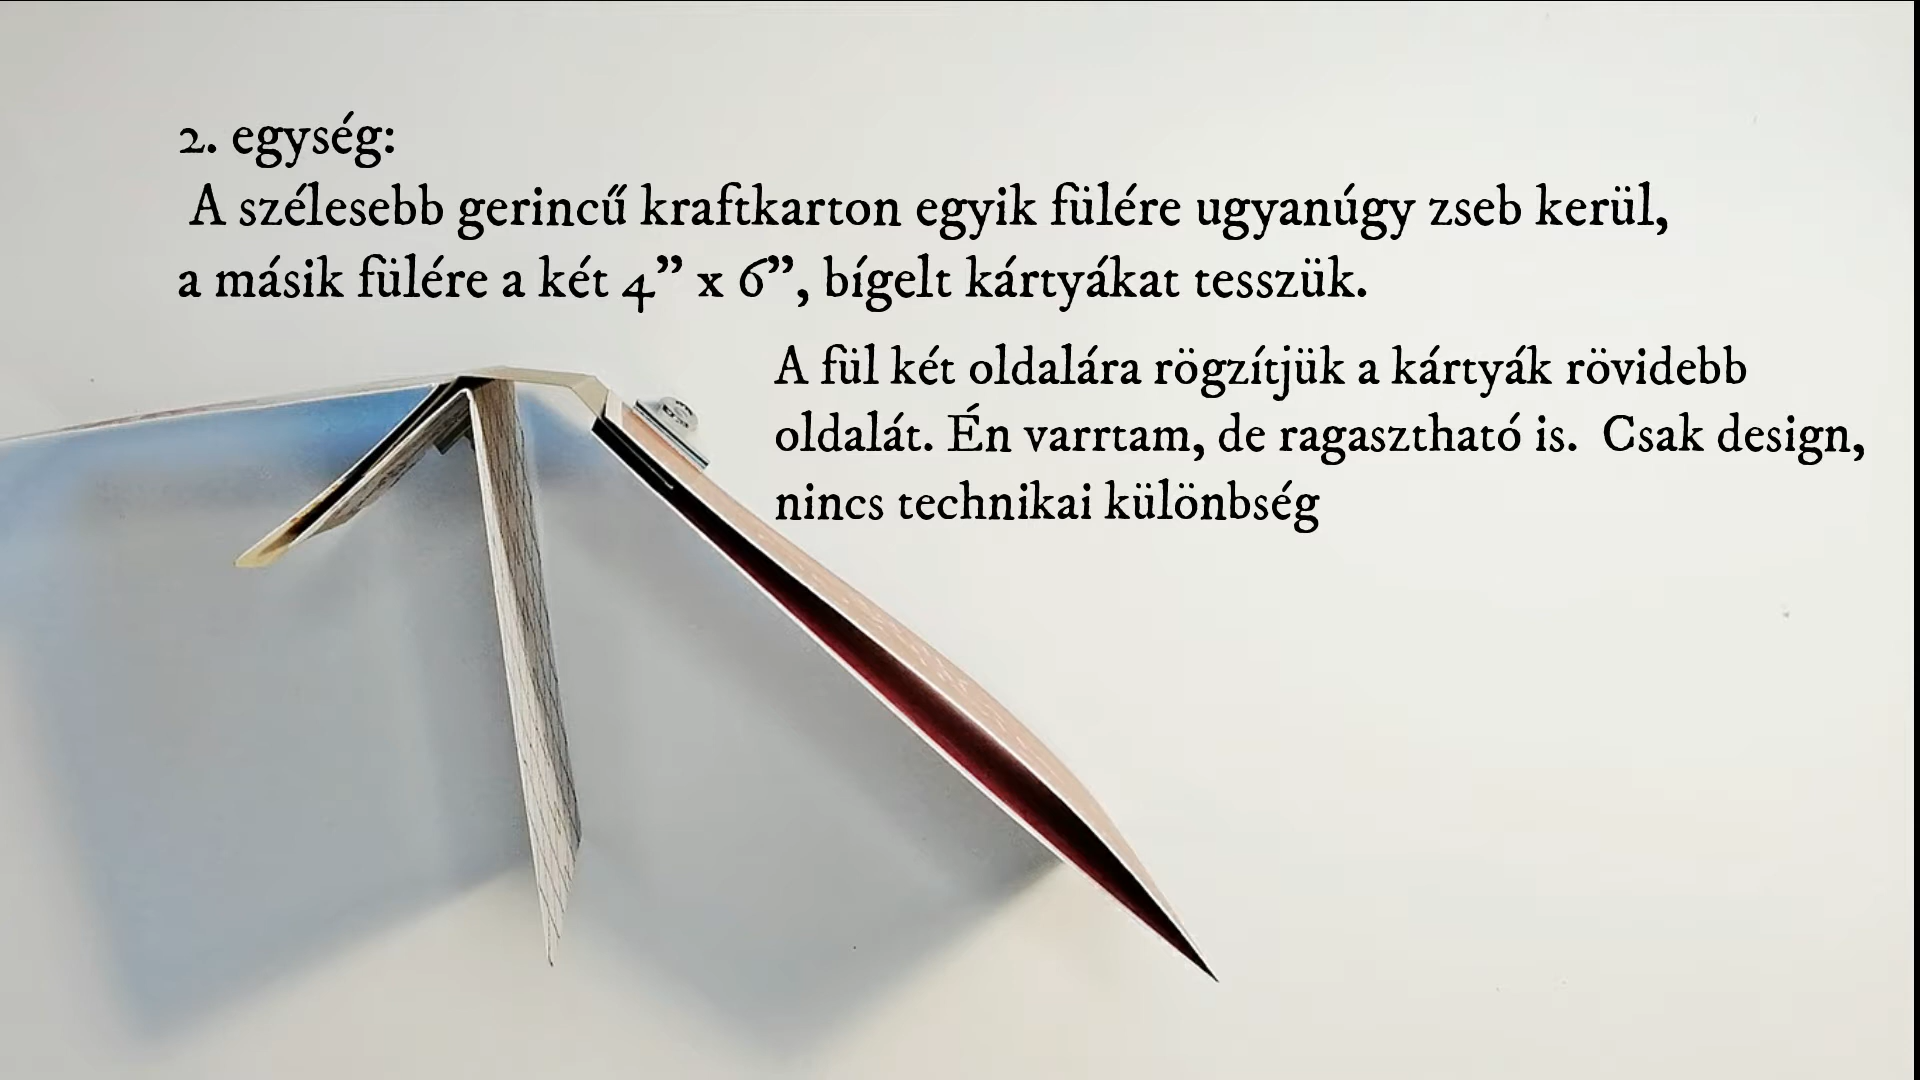 2. egység:
A szélesebb gerincű kraftkarton egyik fülére ugyanúgy zseb kerül,
a másik fülére a két 4” x 6”, bígelt kártyákat tesszük.
A fül két oldalára rögzítjük a kártyák rövidebb
oldalát. Én varrtam, de ragasztható is. Csak design,
nincs technikai különbség